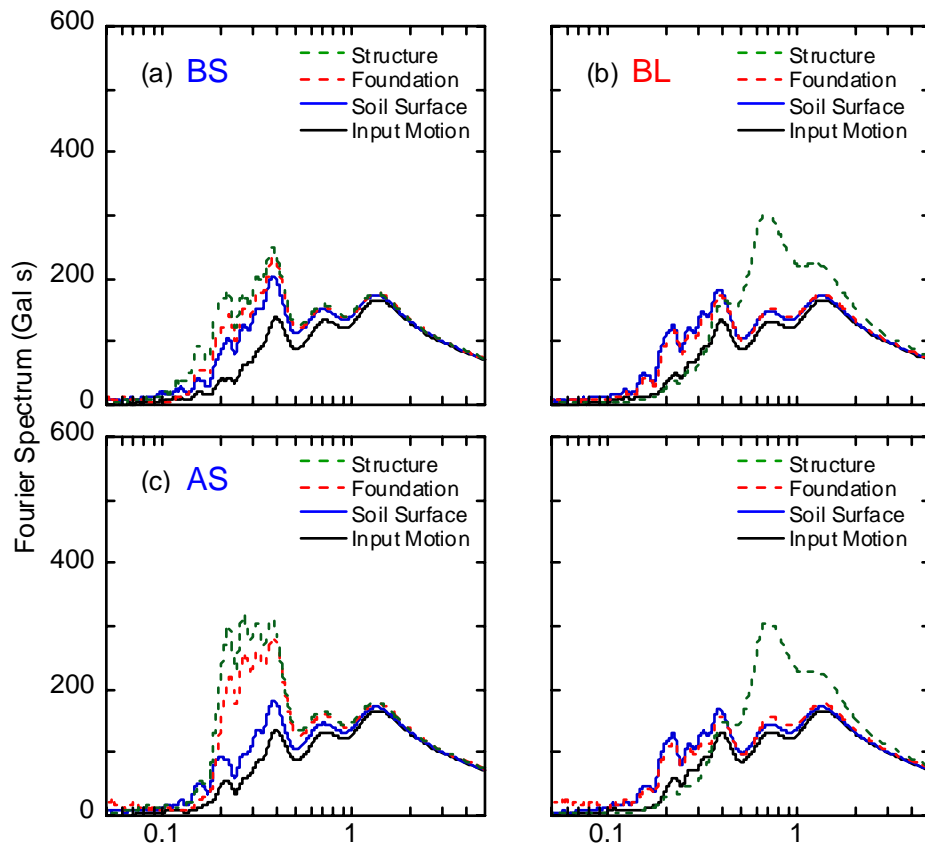 600
(a) BS
Structure
Foundation
Soil Surface
Input Motion
400
200
0
(b) BL
Structure
Foundation
Soil Surface
Input Motion
Fourier Spectrum (Gal s)
600
(c) AS
Structure
Foundation
Soil Surface
Input Motion
400
200
0
0.1
1
Structure
Foundation
Soil Surface
Input Motion
0.1
1